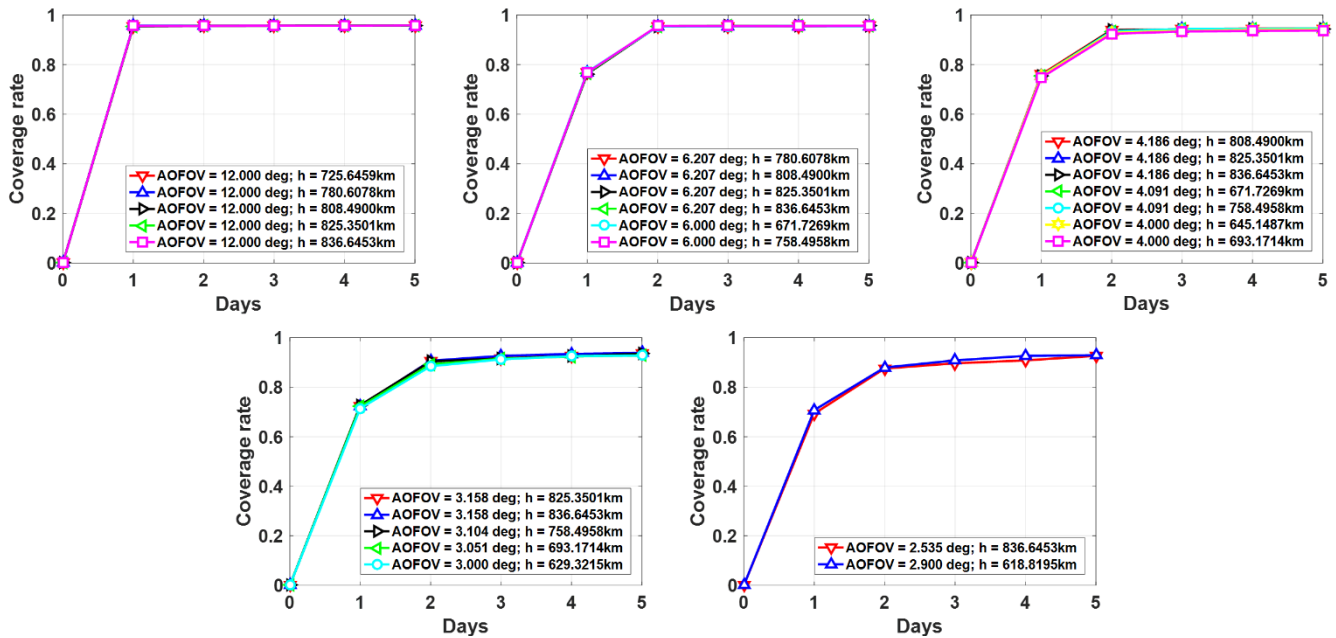 1
0.8
0.6
0.4
0.2
0
Coverage rate
AOFOV = 12.000 deg; h = 725.6459km
AOFOV = 12.000 deg; h = 780.6078km
AOFOV = 12.000 deg; h = 808.4900km
AOFOV = 12.000 deg; h = 825.3501km
AOFOV = 12.000 deg; h = 836.6453km
0 1 2 3 4 5
Days
1
0.8
0.6
0.4
0.2
0
Coverage rate
AOFOV = 6.207 deg; h = 780.6078km
AOFOV = 6.207 deg; h = 808.4900km
AOFOV = 6.207 deg; h = 825.3501km
AOFOV = 6.207 deg; h = 836.6453km
AOFOV = 6.000 deg; h = 671.7269km
AOFOV = 6.000 deg; h = 758.4958km
0 1 2 3 4 5
Days
1
0.8
0.6
0.4
0.2
0
Coverage rate
AOFOV = 4.186 deg; h = 808.4900km
AOFOV = 4.186 deg; h = 825.3501km
AOFOV = 4.186 deg; h = 836.6453km
AOFOV = 4.091 deg; h = 671.7269km
AOFOV = 4.091 deg; h = 758.4958km
AOFOV = 4.000 deg; h = 645.1487km
AOFOV = 4.000 deg; h = 693.1714km
0 1 2 3 4 5
Days
1
0.8
0.6
0.4
0.2
0
Coverage rate
AOFOV = 3.158 deg; h = 825.3501km
AOFOV = 3.158 deg; h = 836.6453km
AOFOV = 3.104 deg; h = 758.4958km
AOFOV = 3.051 deg; h = 693.1714km
AOFOV = 3.000 deg; h = 629.3215km
0 1 2 3 4 5
Days
1
0.8
0.6
0.4
0.2
0
Coverage rate
AOFOV = 2.535 deg; h = 836.6453km
AOFOV = 2.900 deg; h = 618.8195km
0 1 2 3 4 5
Days